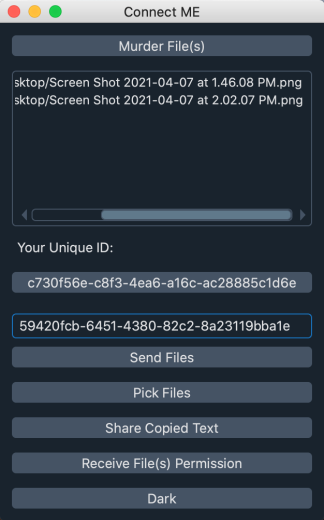 Connect ME
Murder File(s)
sktop/Screen Shot 2021-04-07 at 1.46.08 PM.png
sktop/Screen Shot 2021-04-07 at 2.02.07 PM.png
Your Unique ID:
c730f56e-c8f3-4ea6-a16c-ac28885c1d6e
59420fcb-6451-4380-82c2-8a23119bba1e
Send Files
Pick Files
Share Copied Text
Receive File(s) Permission
Dark